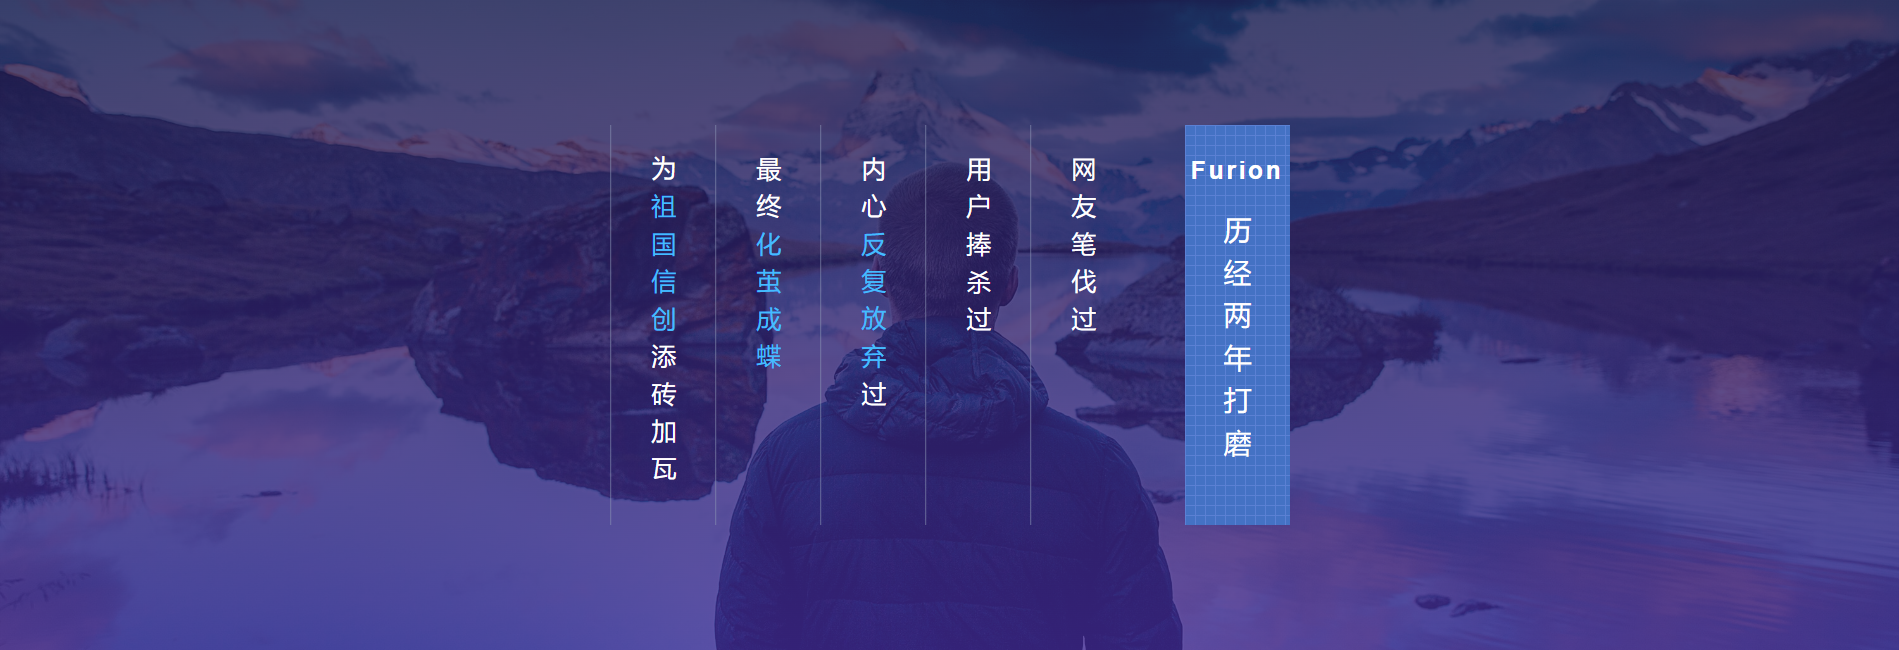 Furion
历经两年打磨
网友笔伐过
用户捧杀过
内心反复放弃过
最终化茧成蝶
为祖国信创添砖加瓦